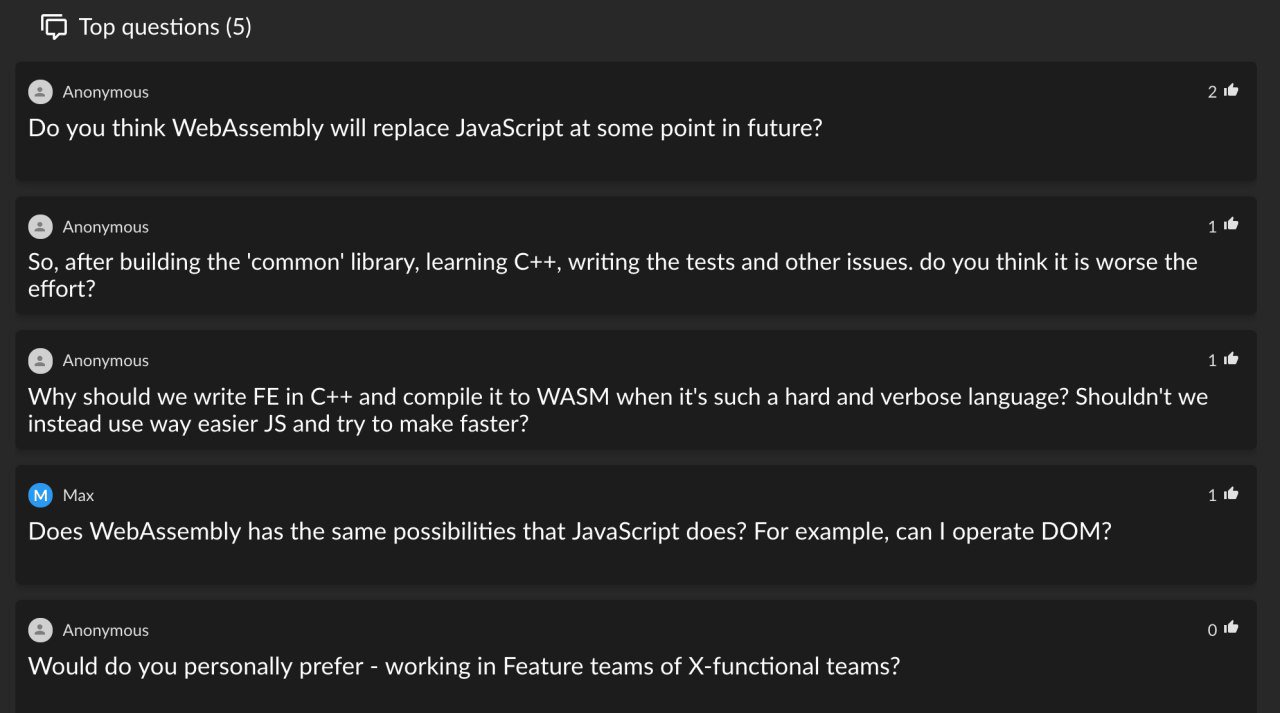 Top questions (5)
Anonymous
2
Do you think WebAssembly will replace JavaScript at some point in future?
Anonymous
1
So, after building the 'common' library, learning C++, writing the tests and other issues. do you think it is worse the
effort?
Anonymous
1
Why should we write FE in C++ and compile it to WASM when it's such a hard and verbose language? Shouldn't we
instead use way easier JS and try to make faster?
M Max
1
Does WebAssembly has the same possibilities that JavaScript does? For example, can I operate DOM?
Anonymous
0
Would do you personally prefer - working in Feature teams of X-functional teams?